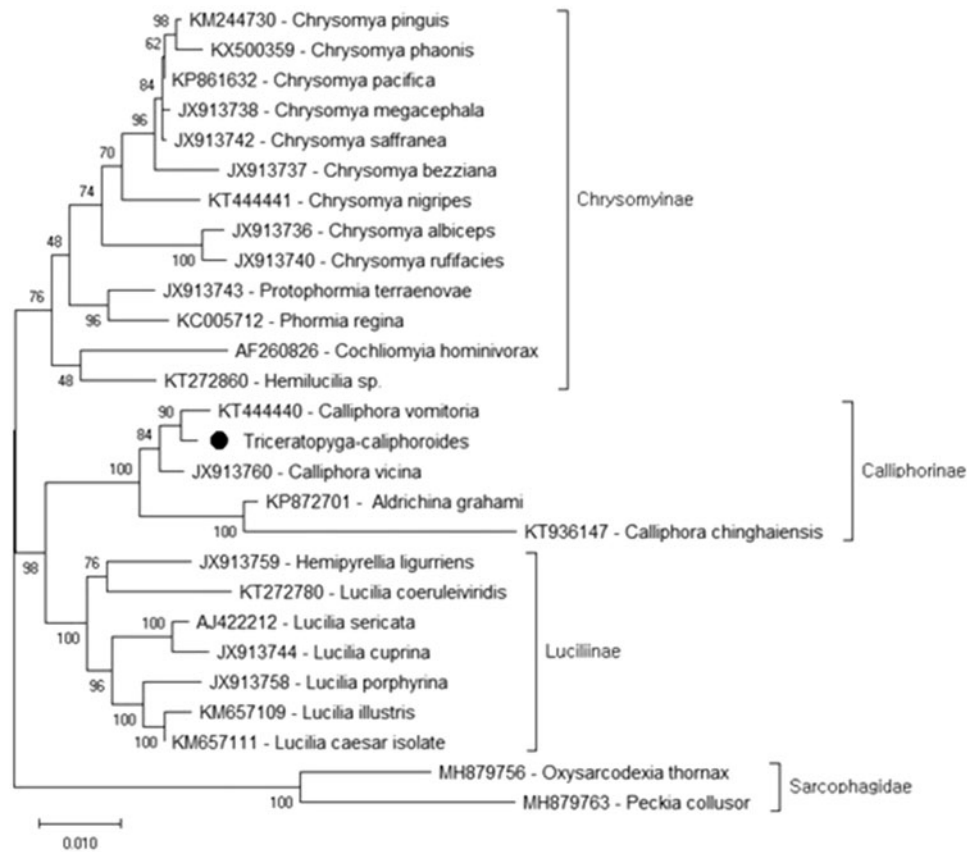 98
KM244730 - Chrysomya pinguis
62
KX500359 - Chrysomya phaonis
84
KP861632 - Chrysomya pacifica
JX913738 - Chrysomya megacephala
96
JX913742 - Chrysomya saffranea
70
JX913737 - Chrysomya bezziana
74
KT444441 - Chrysomya nigripes
Chrysomyinae
JX913736 - Chrysomya albiceps
48
100
JX913740 - Chrysomya rufifacies
76
JX913743 - Protophormia terraenovae
96
KC005712 - Phormia regina
AF260826 - Cochliomyia hominivorax
48
KT272860 - Hemilucilia sp.
90
KT444440 - Calliphora vomitoria
84
Triceratopyga-caliphoroides
100
JX913760 - Calliphora vicina
Calliphorinae
KP872701 - Aldrichina grahami
100
KT936147 - Calliphora chinghaiensis
98
76
JX913759 - Hemipyrellia ligurriens
KT272780 - Lucilia coeruleiviridis
100
100
AJ422212 - Lucilia sericata
JX913744 - Lucilia cuprina
Luciliinae
96
JX913758 - Lucilia porphyrina
100
KM657109 - Lucilia illustris
100
KM657111 - Lucilia caesar isolate
MH879756 - Oxysarcodexia thornax
Sarcophagidae
100
MH879763 - Peckia collusor
0.010